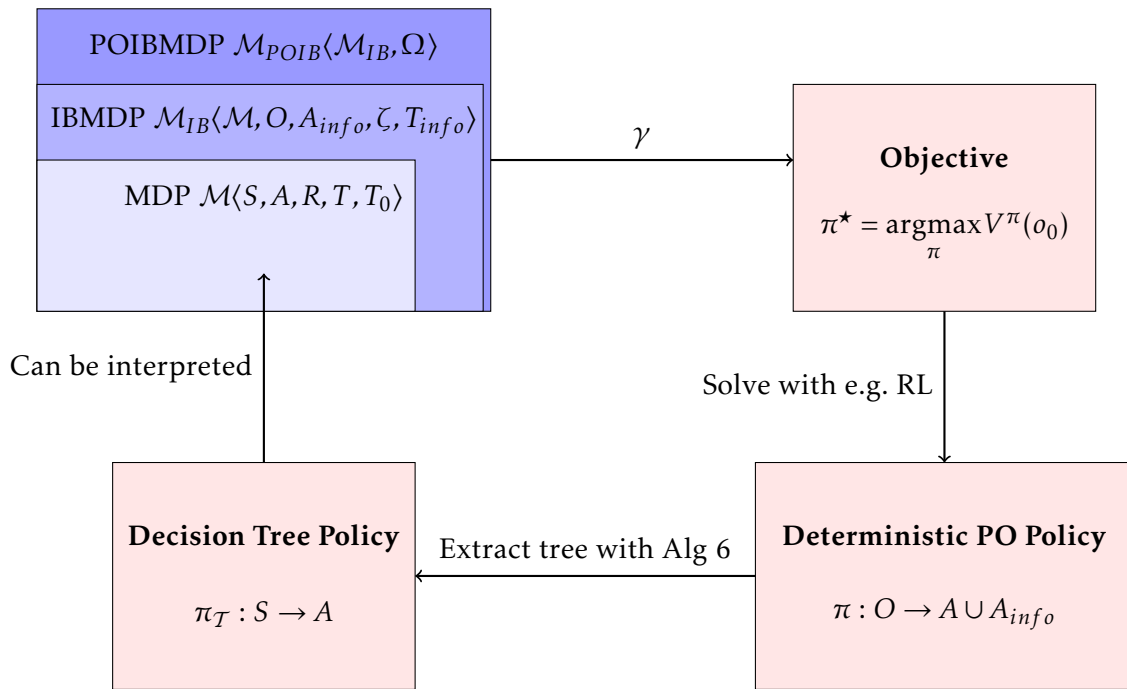 POIBMDP $\mathcal{M}_{POIB}\langle \mathcal{M}_{IB}, \Omega \rangle$
IBMDP $\mathcal{M}_{IB}\langle \mathcal{M}, O, A_{info}, \zeta, T_{info} \rangle$
MDP $\mathcal{M}\langle S, A, R, T, T_0 \rangle$
γ
Objective
$\pi^\star = \underset{\pi}{\operatorname{argmax}} V^\pi(o_0)$
Can be interpreted
Solve with e.g. RL
Decision Tree Policy
$\pi_{\mathcal{T}} : S \to A$
Extract tree with Alg 6
Deterministic PO Policy
$\pi : O \to A \cup A_{info}$